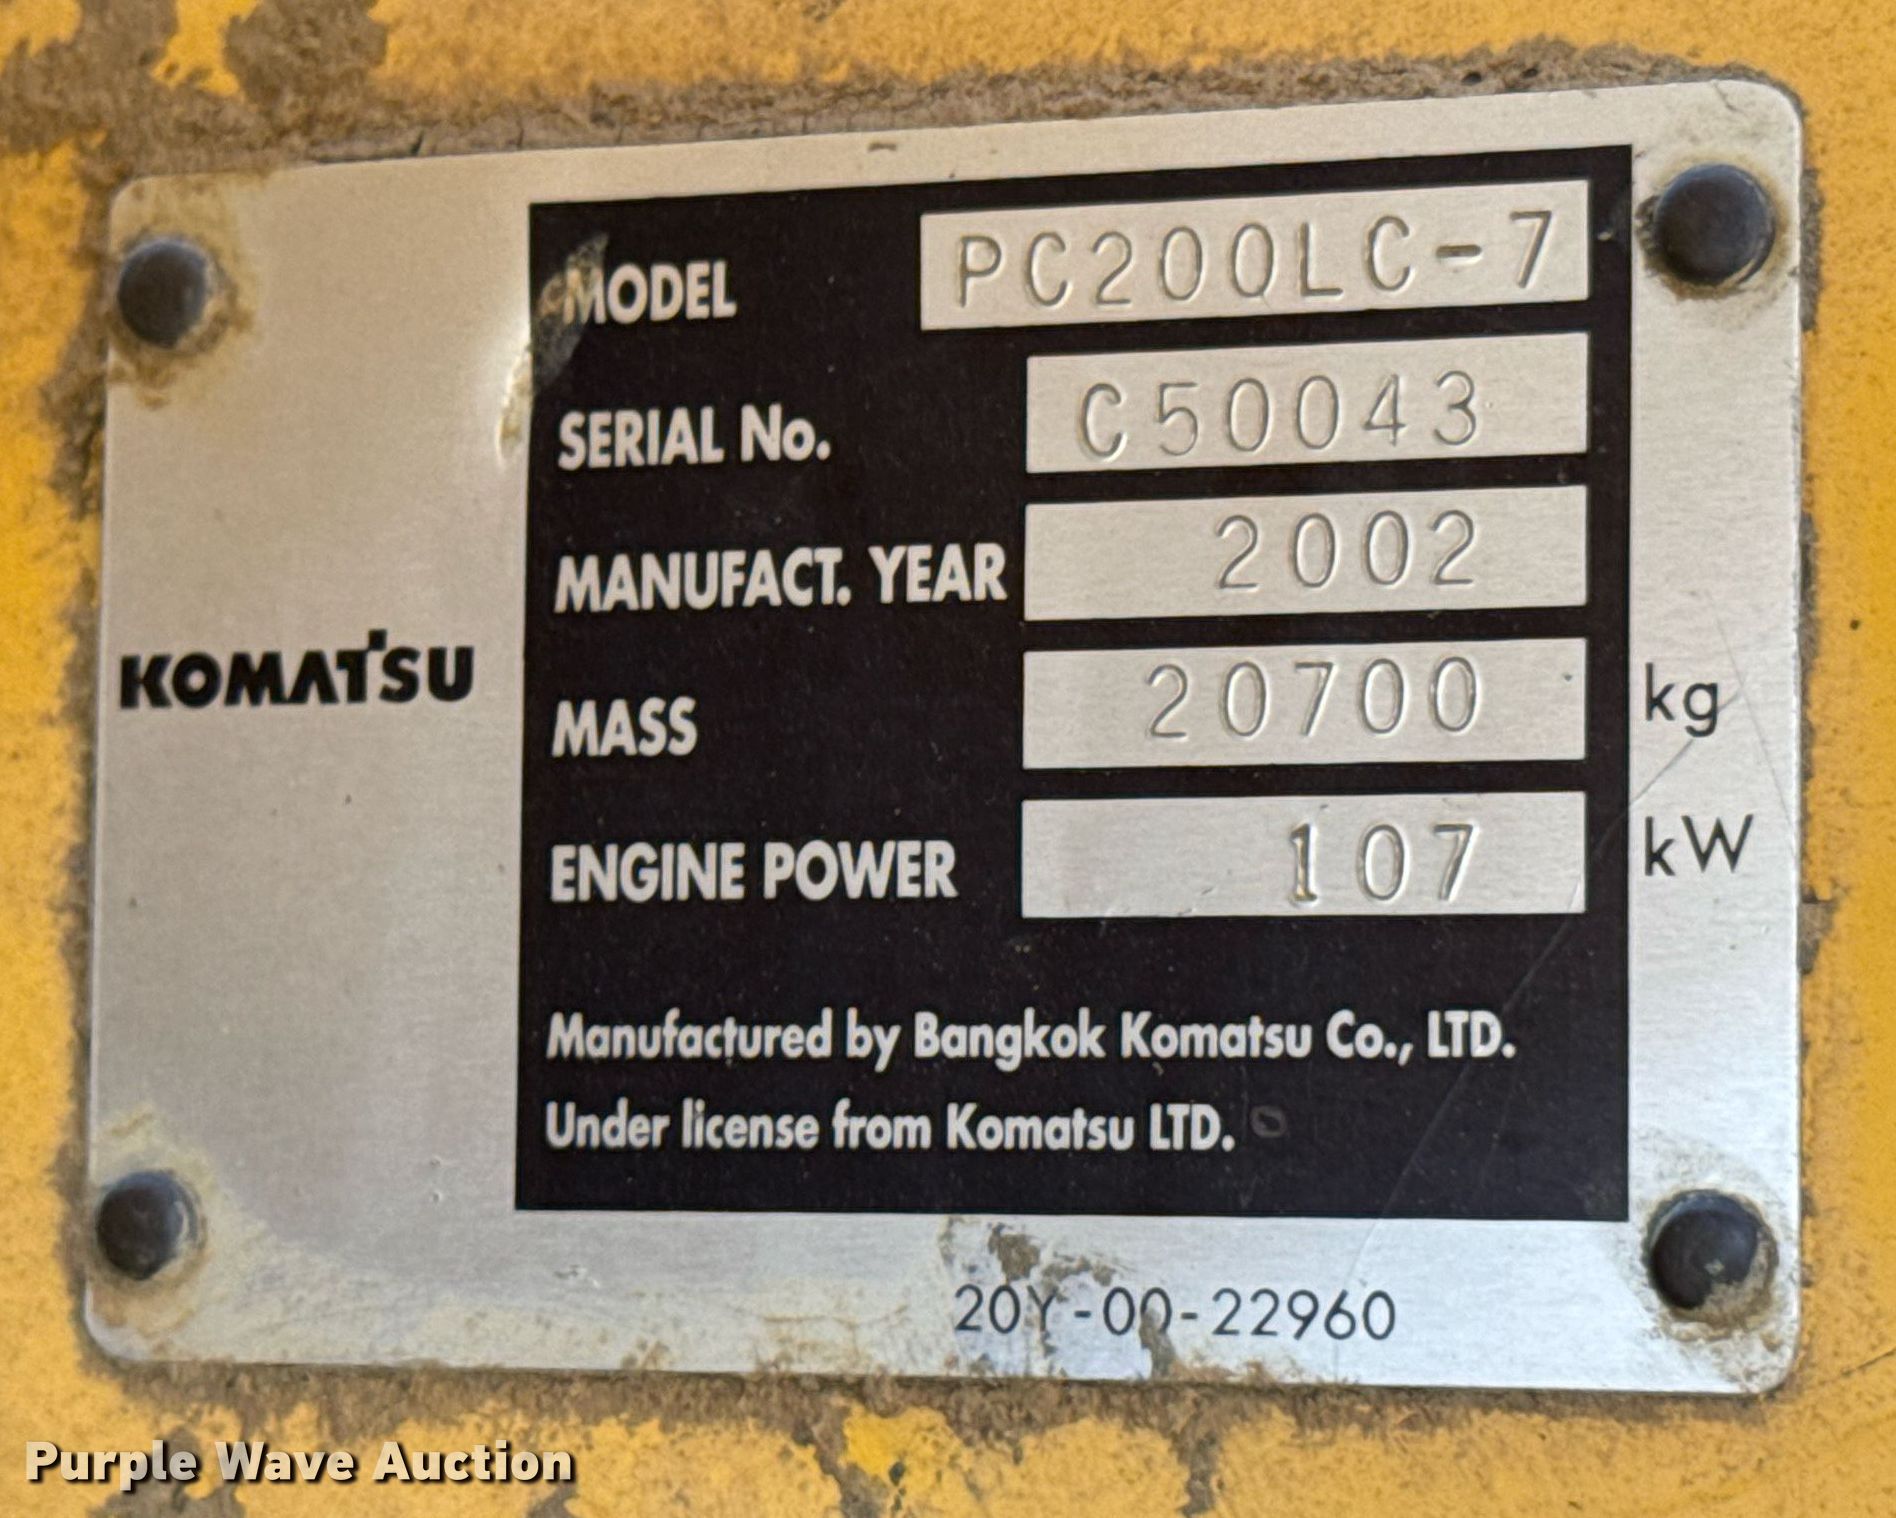 MODEL PC200LC-7
SERIAL No. C50043
MANUFACT. YEAR 2002
KOMATSU
MASS 20700 kg
ENGINE POWER 107 kW
Manufactured by Bangkok Komatsu Co., LTD.
Under license from Komatsu LTD.
20Y-00-22960
Purple Wave Auction